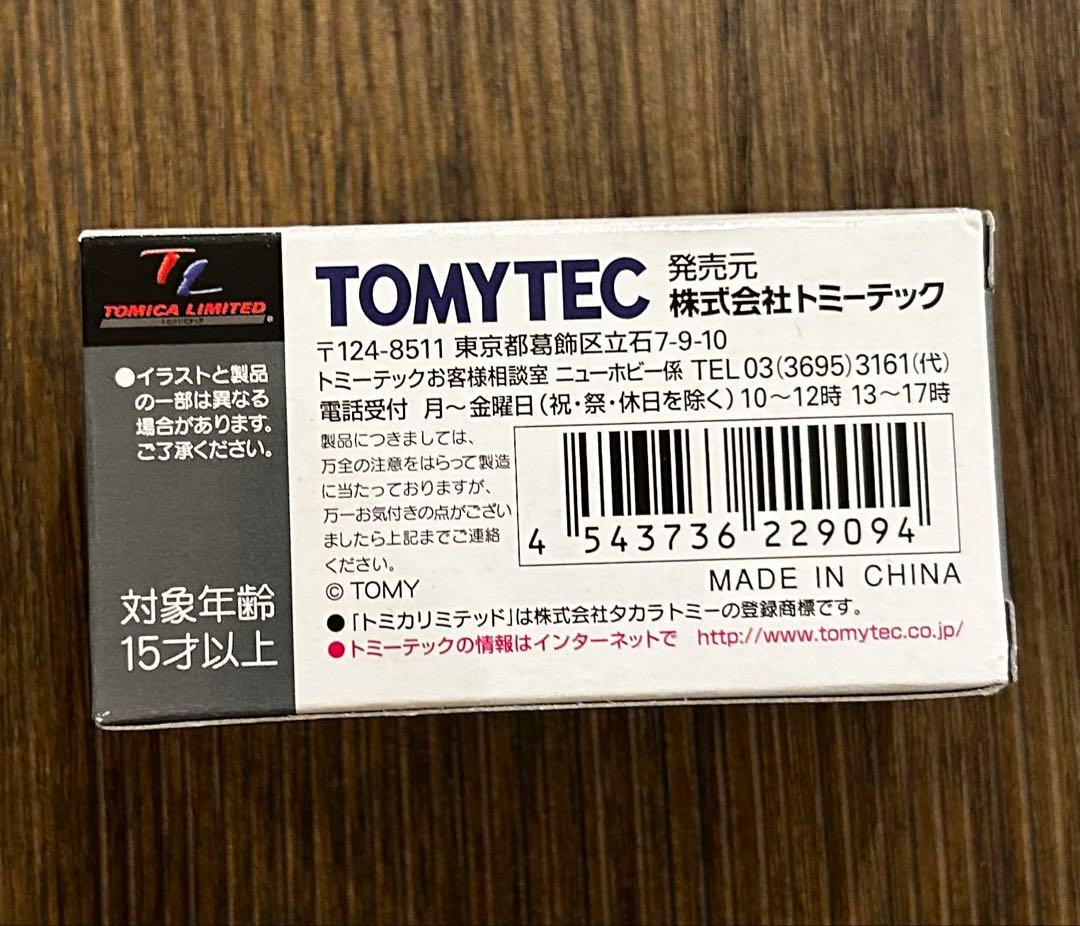 TL
TOMICA LIMITED
●イラストと製品
の一部は異なる
場合があります。
ご了承ください。
対象年齢
15才以上
TOMYTEC
発売元
株式会社トミーテック
〒124-8511 東京都葛飾区立石7-9-10
トミーテックお客様相談室 ニューホビー係 TEL 03(3695)3161(代)
電話受付 月～金曜日(祝・祭・休日を除く)10～12時 13～17時
製品につきましては、
万全の注意をはらって製造
に当たっておりますが、
万一お気付きの点がござい
ましたら上記までご連絡
ください。
© TOMY
4 543736 229094
MADE IN CHINA
●「トミカリミテッド」は株式会社タカラトミーの登録商標です。
●トミーテックの情報はインターネットで http://www.tomytec.co.jp/